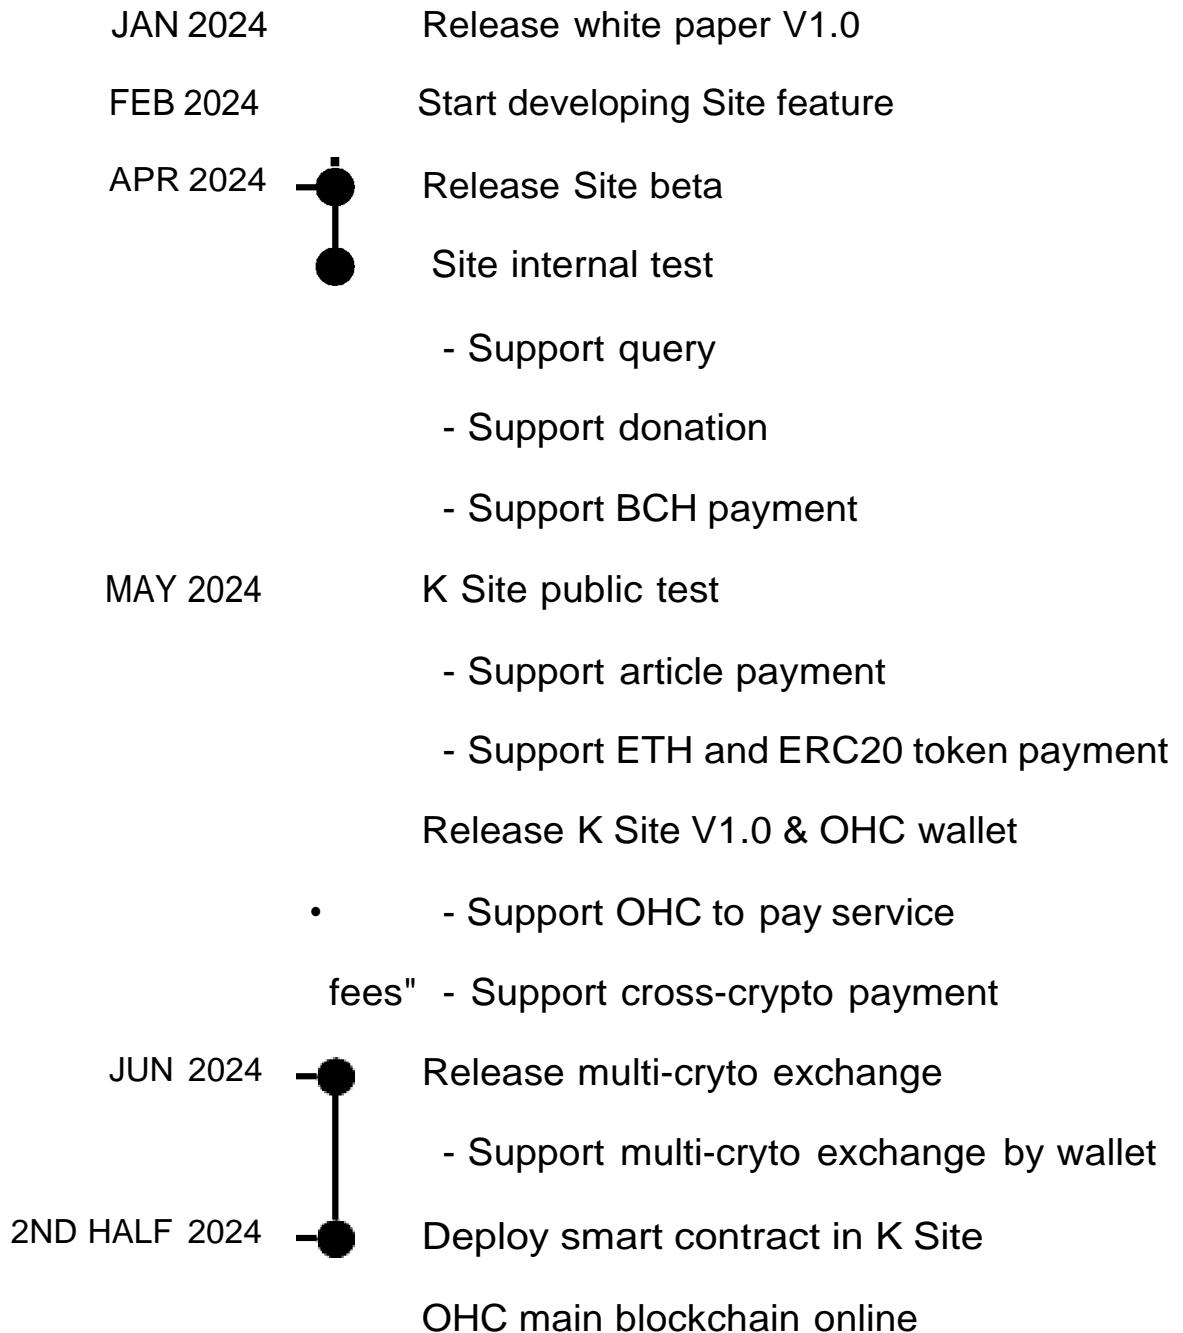 JAN 2024 Release white paper V1.0
FEB 2024 Start developing Site feature
APR 2024 Release Site beta
Site internal test
- Support query
- Support donation
- Support BCH payment
MAY 2024 K Site public test
- Support article payment
- Support ETH and ERC20 token payment
Release K Site V1.0 & OHC wallet
• - Support OHC to pay service
fees" - Support cross-crypto payment
JUN 2024 Release multi-cryto exchange
- Support multi-cryto exchange by wallet
2ND HALF 2024 Deploy smart contract in K Site
OHC main blockchain online